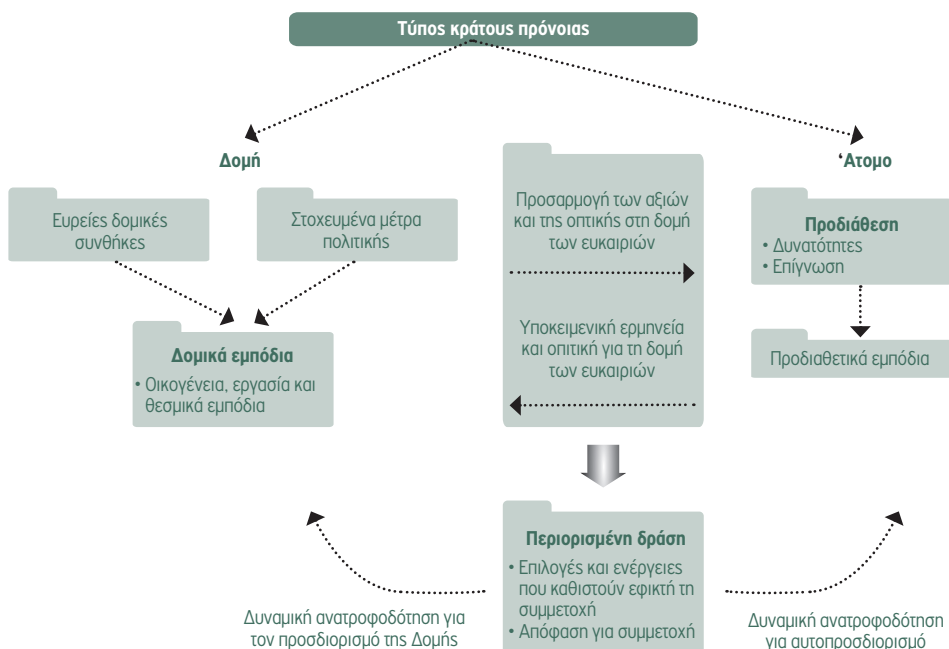 Τύπος κράτους πρόνοιας
Δομή
Άτομο
Ευρείες δομικές
συνθήκες
Στοχευμένα μέτρα
πολιτικής
Δομικά εμπόδια
• Οικογένεια, εργασία και
θεσμικά εμπόδια
Προσαρμογή των αξιών
και της οπτικής στη δομή
των ευκαιριών
Υποκειμενική ερμηνεία
και οπιτική για τη δομή
των ευκαιριών
Προδιάθεση
• Δυνατότητες
• Επίγνωση
Προδιαθετικά εμπόδια
Περιορισμένη δράση
• Επιλογές και ενέργειες
που καθιστούν εφικτή τη
συμμετοχή
• Απόφαση για συμμετοχή
Δυναμική ανατροφοδότηση για
τον προσδιορισμό της Δομής
Δυναμική ανατροφοδότηση
για αυτοπροσδιορισμό